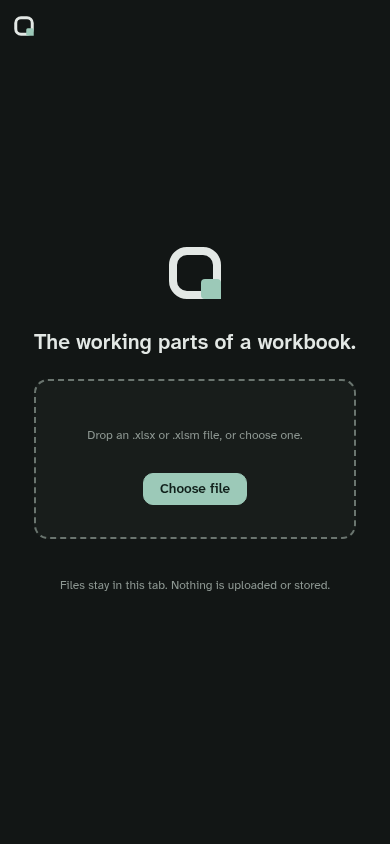 The working parts of a workbook.
Drop an .xlsx or .xlsm file, or choose one.
Choose file
Files stay in this tab. Nothing is uploaded or stored.